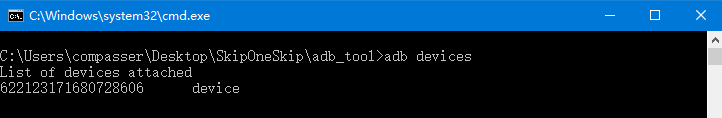 C:\Windows\system32\cmd.exe
C:\Users\compasser\Desktop\SkipOneSkip\adb_tool>adb devices
List of devices attached
622123171680728606 device